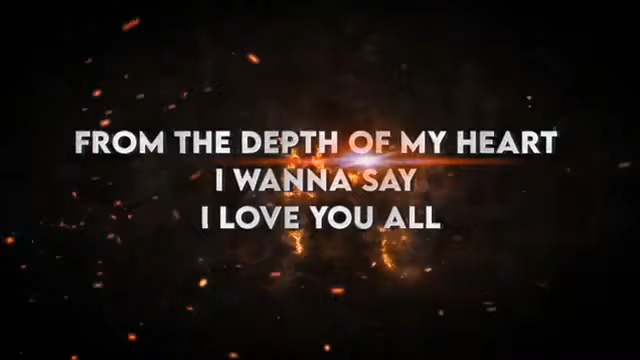 FROM THE DEPTH OF MY HEART
I WANNA SAY
I LOVE YOU ALL